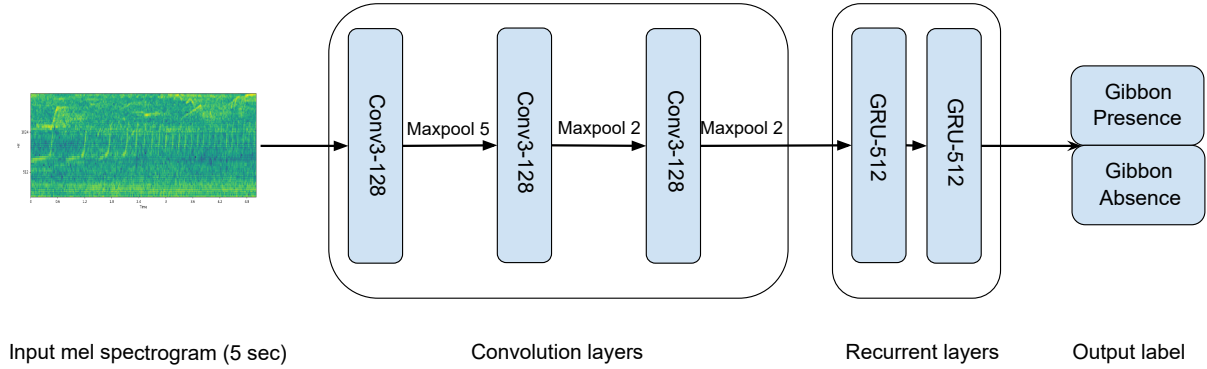 Conv3-128
Maxpool 5
Conv3-128
Maxpool 2
Conv3-128
Maxpool 2
GRU-512
GRU-512
Gibbon
Presence
Gibbon
Absence
Time
Input mel spectrogram (5 sec)
Convolution layers
Recurrent layers
Output label